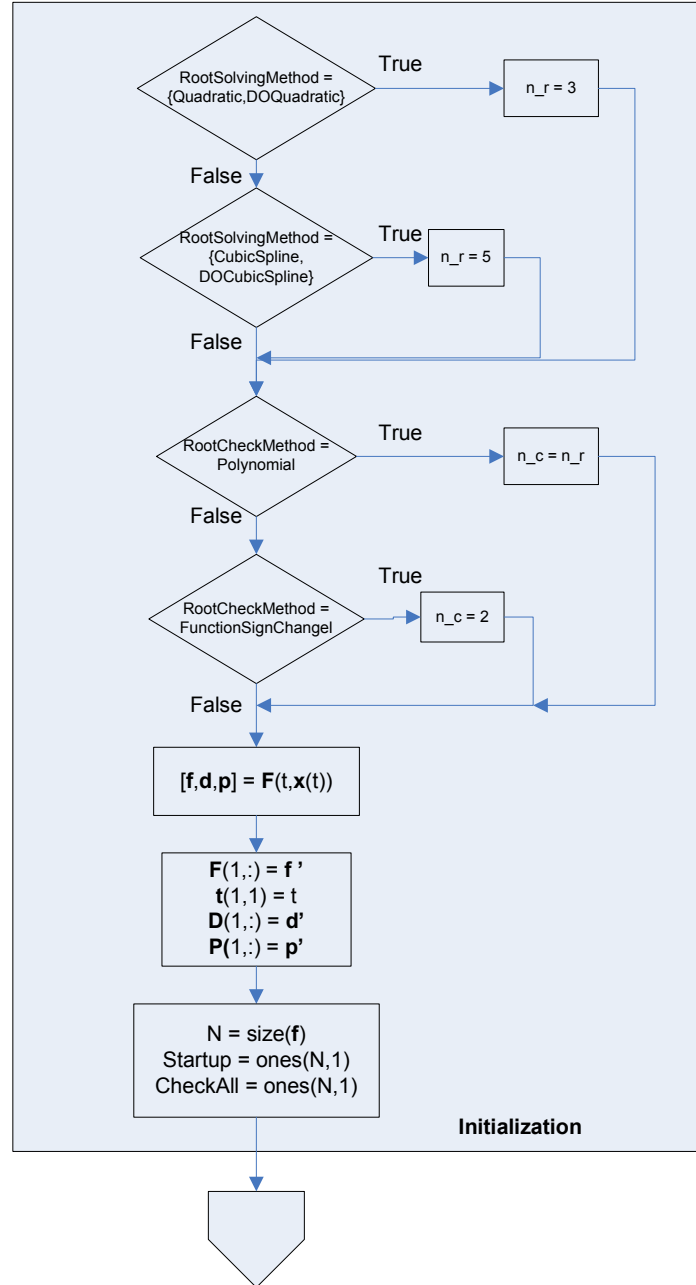 RootSolvingMethod =
{Quadratic,DOQuadratic}
True
n_r = 3
False
RootSolvingMethod =
{CubicSpline,
DOCubicSpline}
True
n_r = 5
False
RootCheckMethod =
Polynomial
True
n_c = n_r
False
RootCheckMethod =
FunctionSignChangel
True
n_c = 2
False
[f,d,p] = F(t,x(t))
F(1,:) = f '
t(1,1) = t
D(1,:) = d'
P(1,:) = p'
N = size(f)
Startup = ones(N,1)
CheckAll = ones(N,1)
Initialization